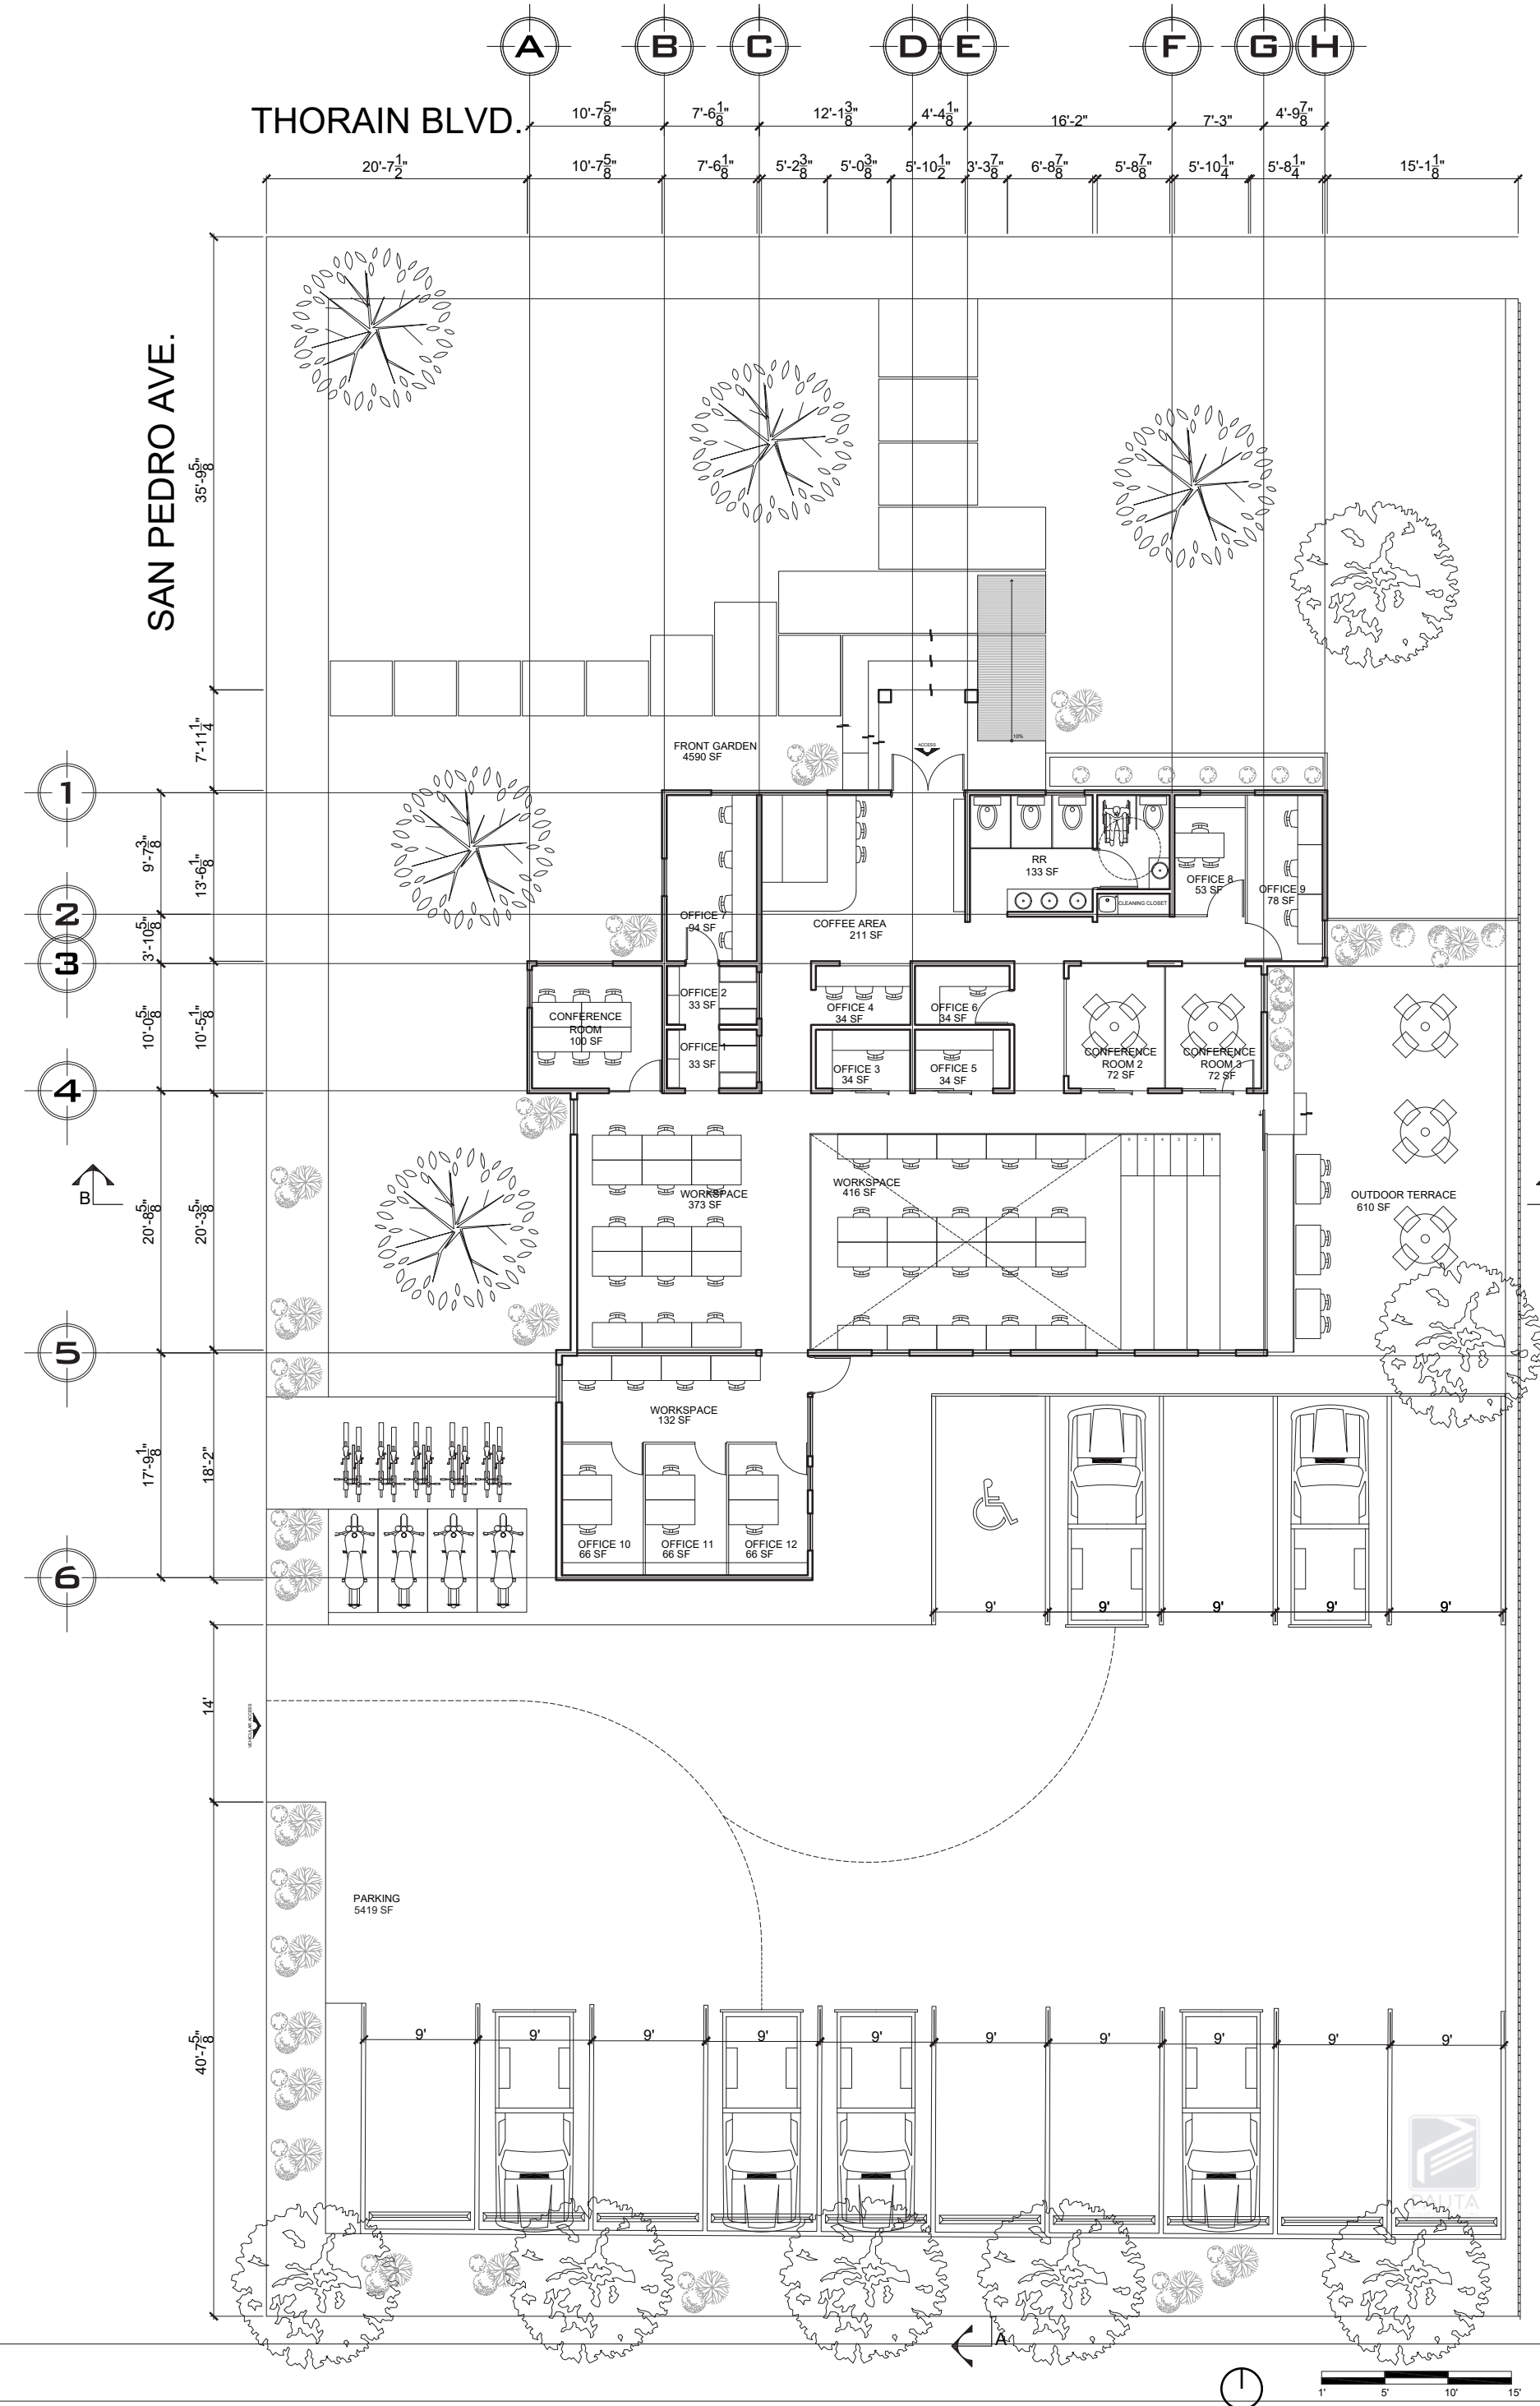 A B C D E F G H
THORAIN BLVD.
10'-7 5/8" 7'-6 1/8" 12'-1 3/8" 4'-4 1/8" 16'-2" 7'-3" 4'-9 7/8"
20'-7 1/2" 10'-7 5/8" 7'-6 1/8" 5'-2 3/8" 5'-0 3/8" 5'-10 1/2" 3'-3 7/8" 6'-8 7/8" 5'-8 7/8" 5'-10 1/4" 5'-8 1/4" 15'-1 1/8"
SAN PEDRO AVE.
35'-9 5/8"
7'-11 1/4"
10%
FRONT GARDEN
4590 SF
ACCESS
1
9'-7 3/8"
13'-6 1/8"
RR
133 SF
OFFICE 8
53 SF
OFFICE 9
78 SF
CLEANING CLOSET
2
OFFICE 7
94 SF
COFFEE AREA
211 SF
3'-10 5/8"
3
OFFICE 2
33 SF
OFFICE 4
34 SF
OFFICE 6
34 SF
CONFERENCE
ROOM
100 SF
10'-0 5/8"
10'-5 1/8"
OFFICE 1
33 SF
OFFICE 3
34 SF
OFFICE 5
34 SF
CONFERENCE
ROOM 2
72 SF
CONFERENCE
ROOM 3
72 SF
4
6 5 4 3 2 1
B
WORKSPACE
373 SF
WORKSPACE
416 SF
OUTDOOR TERRACE
610 SF
20'-8 5/8"
20'-3 5/8"
5
WORKSPACE
132 SF
17'-9 1/8"
18'-2"
OFFICE 10
66 SF
OFFICE 11
66 SF
OFFICE 12
66 SF
6
9' 9' 9' 9' 9'
14'
VEHICULAR ACCESS
PARKING
5419 SF
40'-7 5/8"
9' 9' 9' 9' 9' 9' 9' 9' 9' 9'
PALITA
A
1' 5' 10' 15'